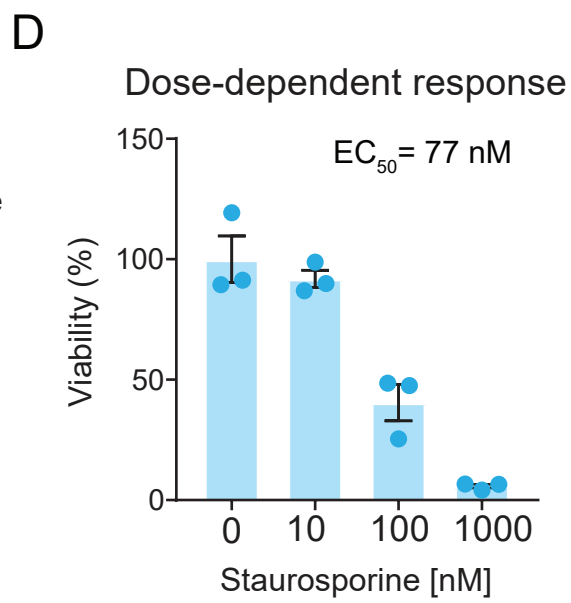 D
Dose-dependent response
EC50= 77 nM
150
100
50
0
Viability (%)
0 10 100 1000
Staurosporine [nM]